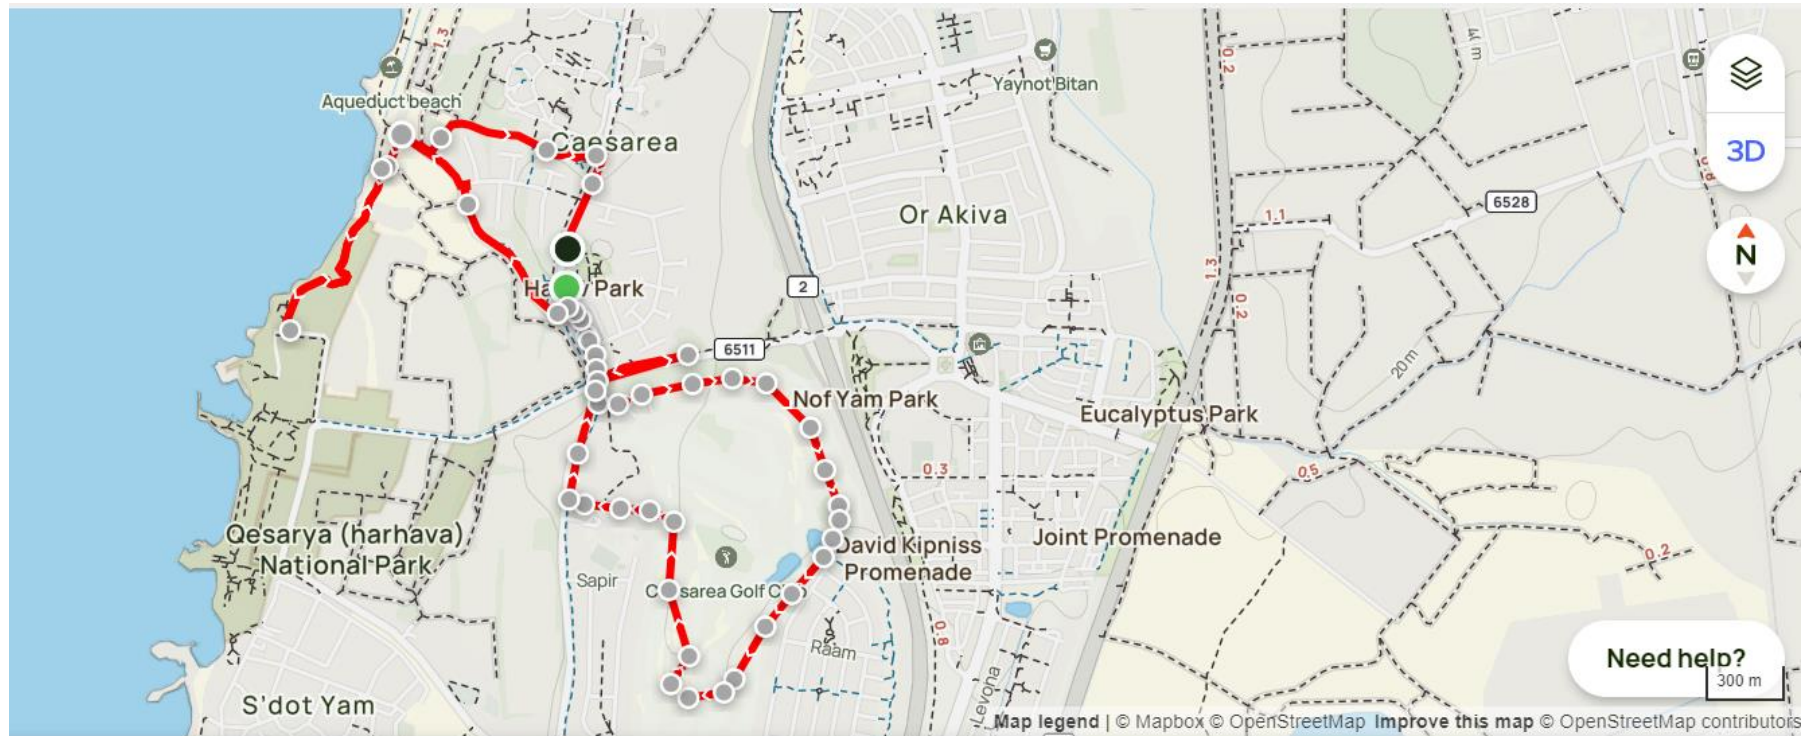 1.3
Aqueduct beach
Caesarea
Yaynot Bitan
44 m
0.2
0.8
3D
6528
1.1
Or Akiva
N
1.3
2
Park
0.2
6511
20m
Nof Yam Park
Eucalyptus Park
0.3
0.5
Qesarya (harhava)
National Park
David Kipniss
Promenade
Joint Promenade
0.2
Sapir
Golf
Raam
0.8
Need help?
300 m
S'dot Yam
Levona
Map legend | © Mapbox © OpenStreetMap Improve this map © OpenStreetMap contributors